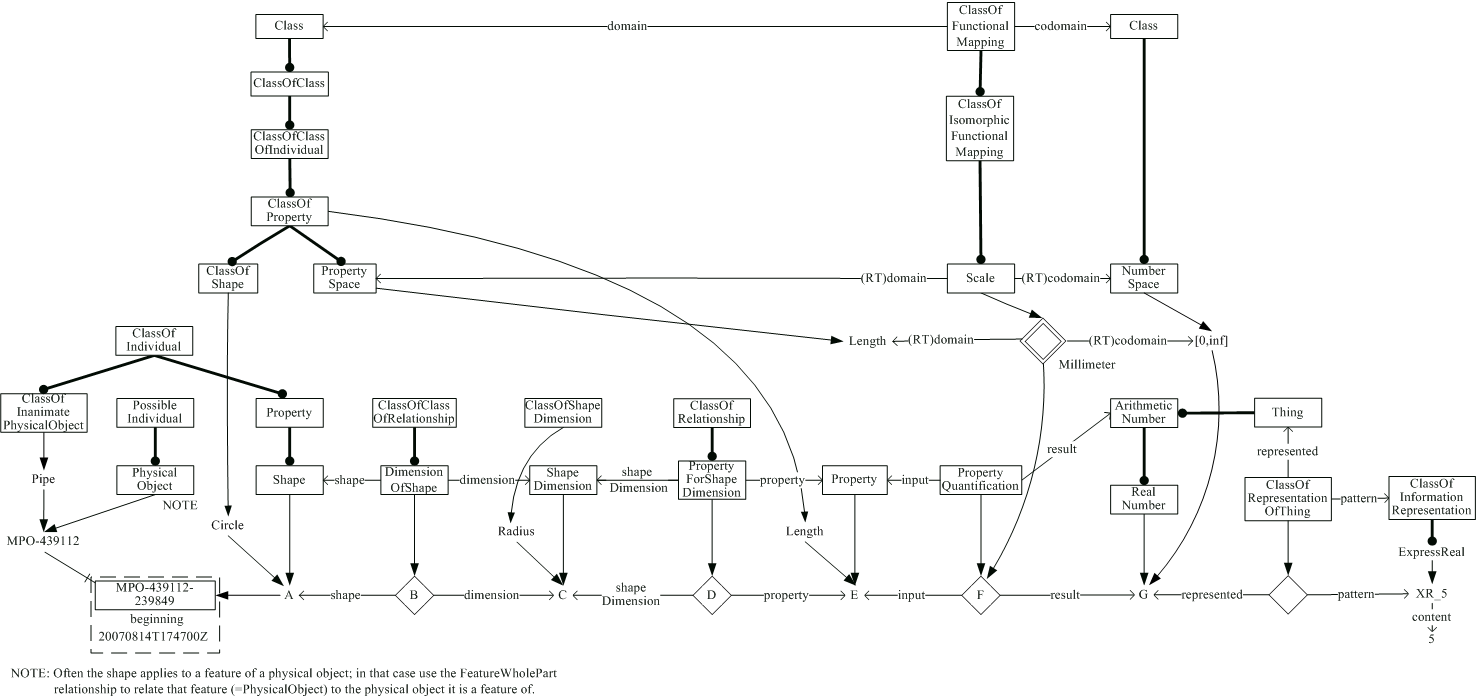 Class
domain
ClassOf
Functional
Mapping
codomain
Class
ClassOfClass
ClassOf
Isomorphic
Functional
Mapping
ClassOfClass
OfIndividual
ClassOf
Property
ClassOf
Shape
Property
Space
(RT)domain
Scale
(RT)codomain
Number
Space
ClassOf
Individual
Length
(RT)domain
(RT)codomain
[0,inf]
Millimeter
ClassOf
Inanimate
PhysicalObject
Possible
Individual
Property
ClassOfClass
OfRelationship
ClassOfShape
Dimension
ClassOf
Relationship
Arithmetic
Number
Thing
result
represented
Pipe
Physical
Object
Shape
shape
Dimension
OfShape
dimension
Shape
Dimension
shape
Dimension
Property
ForShape
Dimension
property
Property
input
Property
Quantification
Real
Number
ClassOf
Representation
OfThing
pattern
ClassOf
Information
Representation
NOTE
Circle
Radius
Length
MPO-439112
ExpressReal
MPO-439112-
239849
beginning
20070814T174700Z
A
shape
B
dimension
C
shape
Dimension
D
property
E
input
F
result
G
represented
pattern
XR_5
content
5
NOTE: Often the shape applies to a feature of a physical object; in that case use the FeatureWholePart
relationship to relate that feature (=PhysicalObject) to the physical object it is a feature of.